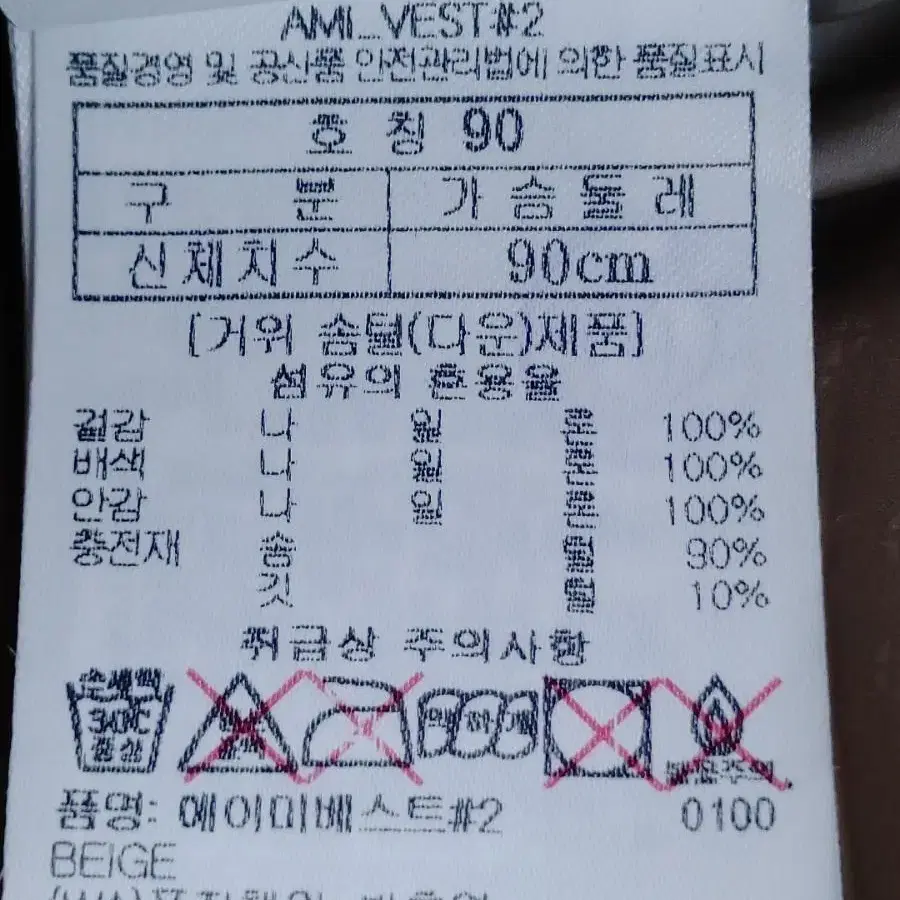 AMI_VEST#2
품질경영 및 공산품 안전관리법에 의한 품질표시
호 칭 90
구 분 가슴둘레
신체치수 90cm
[거위 솜털(다운)제품]
섬유의 혼용율
겉감 나 일 론 100%
배색 나 일 론 100%
안감 나 일 론 100%
충전재 솜 털 90%
깃 털 10%
취급상 주의사항
손세탁
30℃
중성
품명: 에이미베스트#2 0100
BEIGE